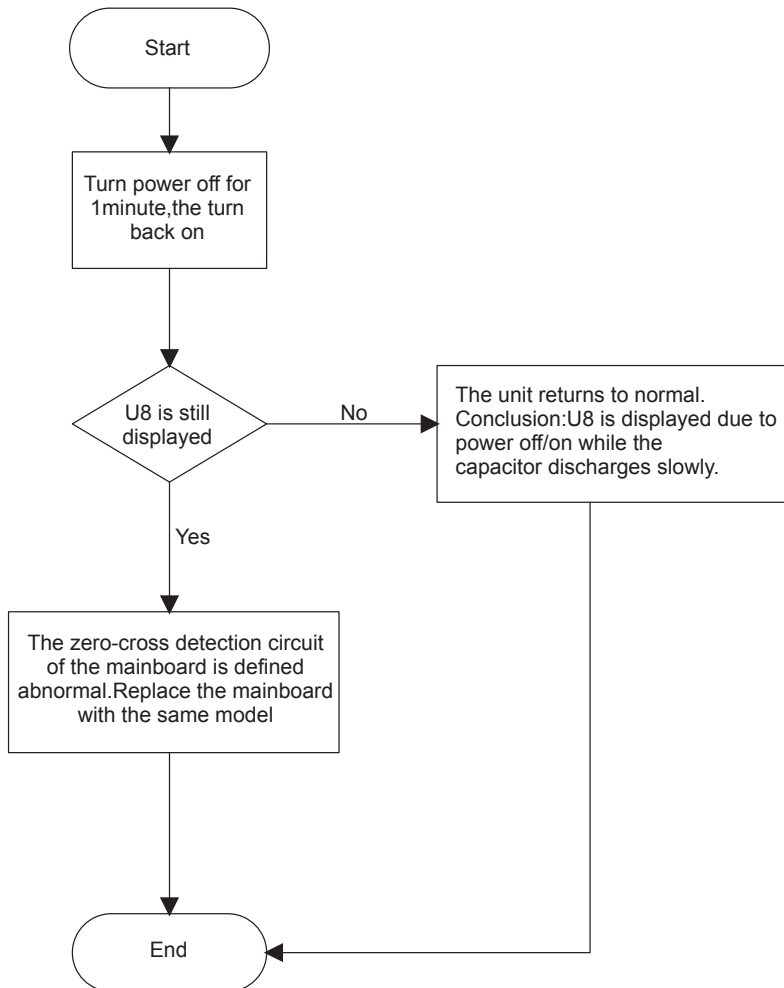 Start
Turn power off for
1minute,the turn
back on
U8 is still
displayed
No
The unit returns to normal.
Conclusion:U8 is displayed due to
power off/on while the
capacitor discharges slowly.
Yes
The zero-cross detection circuit
of the mainboard is defined
abnormal.Replace the mainboard
with the same model
End